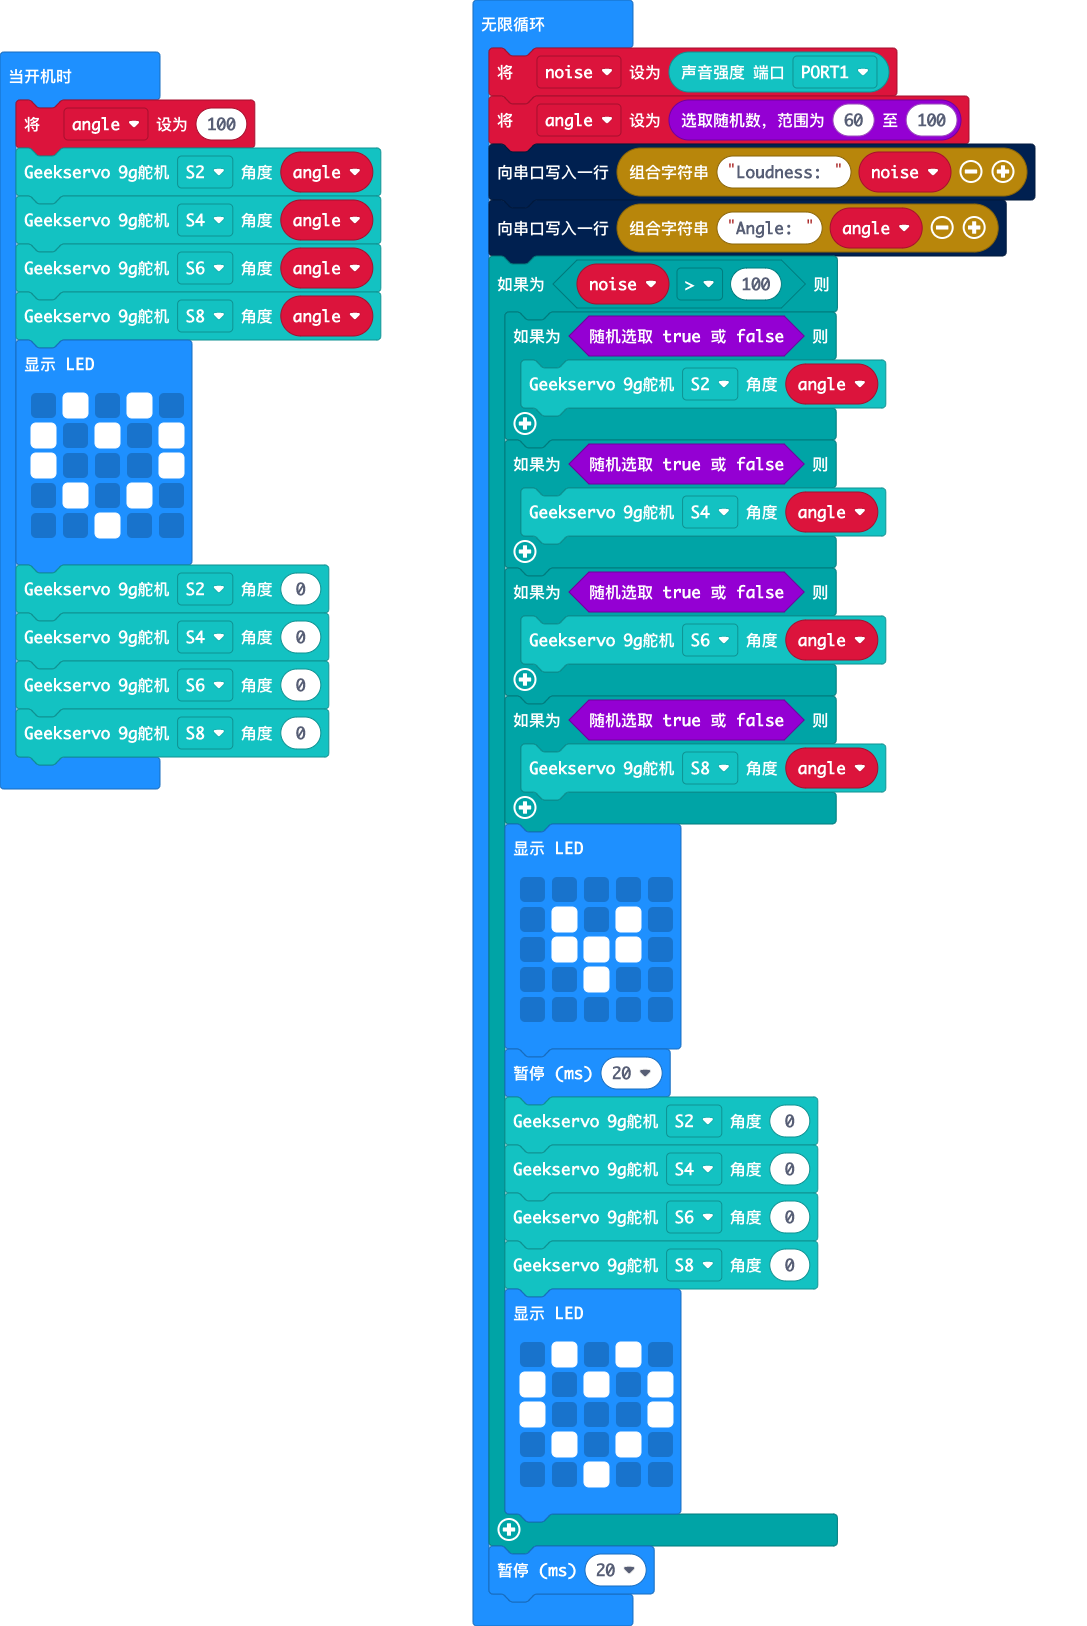 当开机时
将 angle 设为 100
Geekservo 9g舵机 S2 角度 angle
Geekservo 9g舵机 S4 角度 angle
Geekservo 9g舵机 S6 角度 angle
Geekservo 9g舵机 S8 角度 angle
显示 LED
Geekservo 9g舵机 S2 角度 0
Geekservo 9g舵机 S4 角度 0
Geekservo 9g舵机 S6 角度 0
Geekservo 9g舵机 S8 角度 0
无限循环
将 noise 设为 声音强度 端口 PORT1
将 angle 设为 选取随机数，范围为 60 至 100
向串口写入一行 组合字符串 "Loudness: " noise
向串口写入一行 组合字符串 "Angle: " angle
如果为 noise > 100 则
如果为 随机选取 true 或 false 则
Geekservo 9g舵机 S2 角度 angle
如果为 随机选取 true 或 false 则
Geekservo 9g舵机 S4 角度 angle
如果为 随机选取 true 或 false 则
Geekservo 9g舵机 S6 角度 angle
如果为 随机选取 true 或 false 则
Geekservo 9g舵机 S8 角度 angle
显示 LED
暂停 (ms) 20
Geekservo 9g舵机 S2 角度 0
Geekservo 9g舵机 S4 角度 0
Geekservo 9g舵机 S6 角度 0
Geekservo 9g舵机 S8 角度 0
显示 LED
暂停 (ms) 20